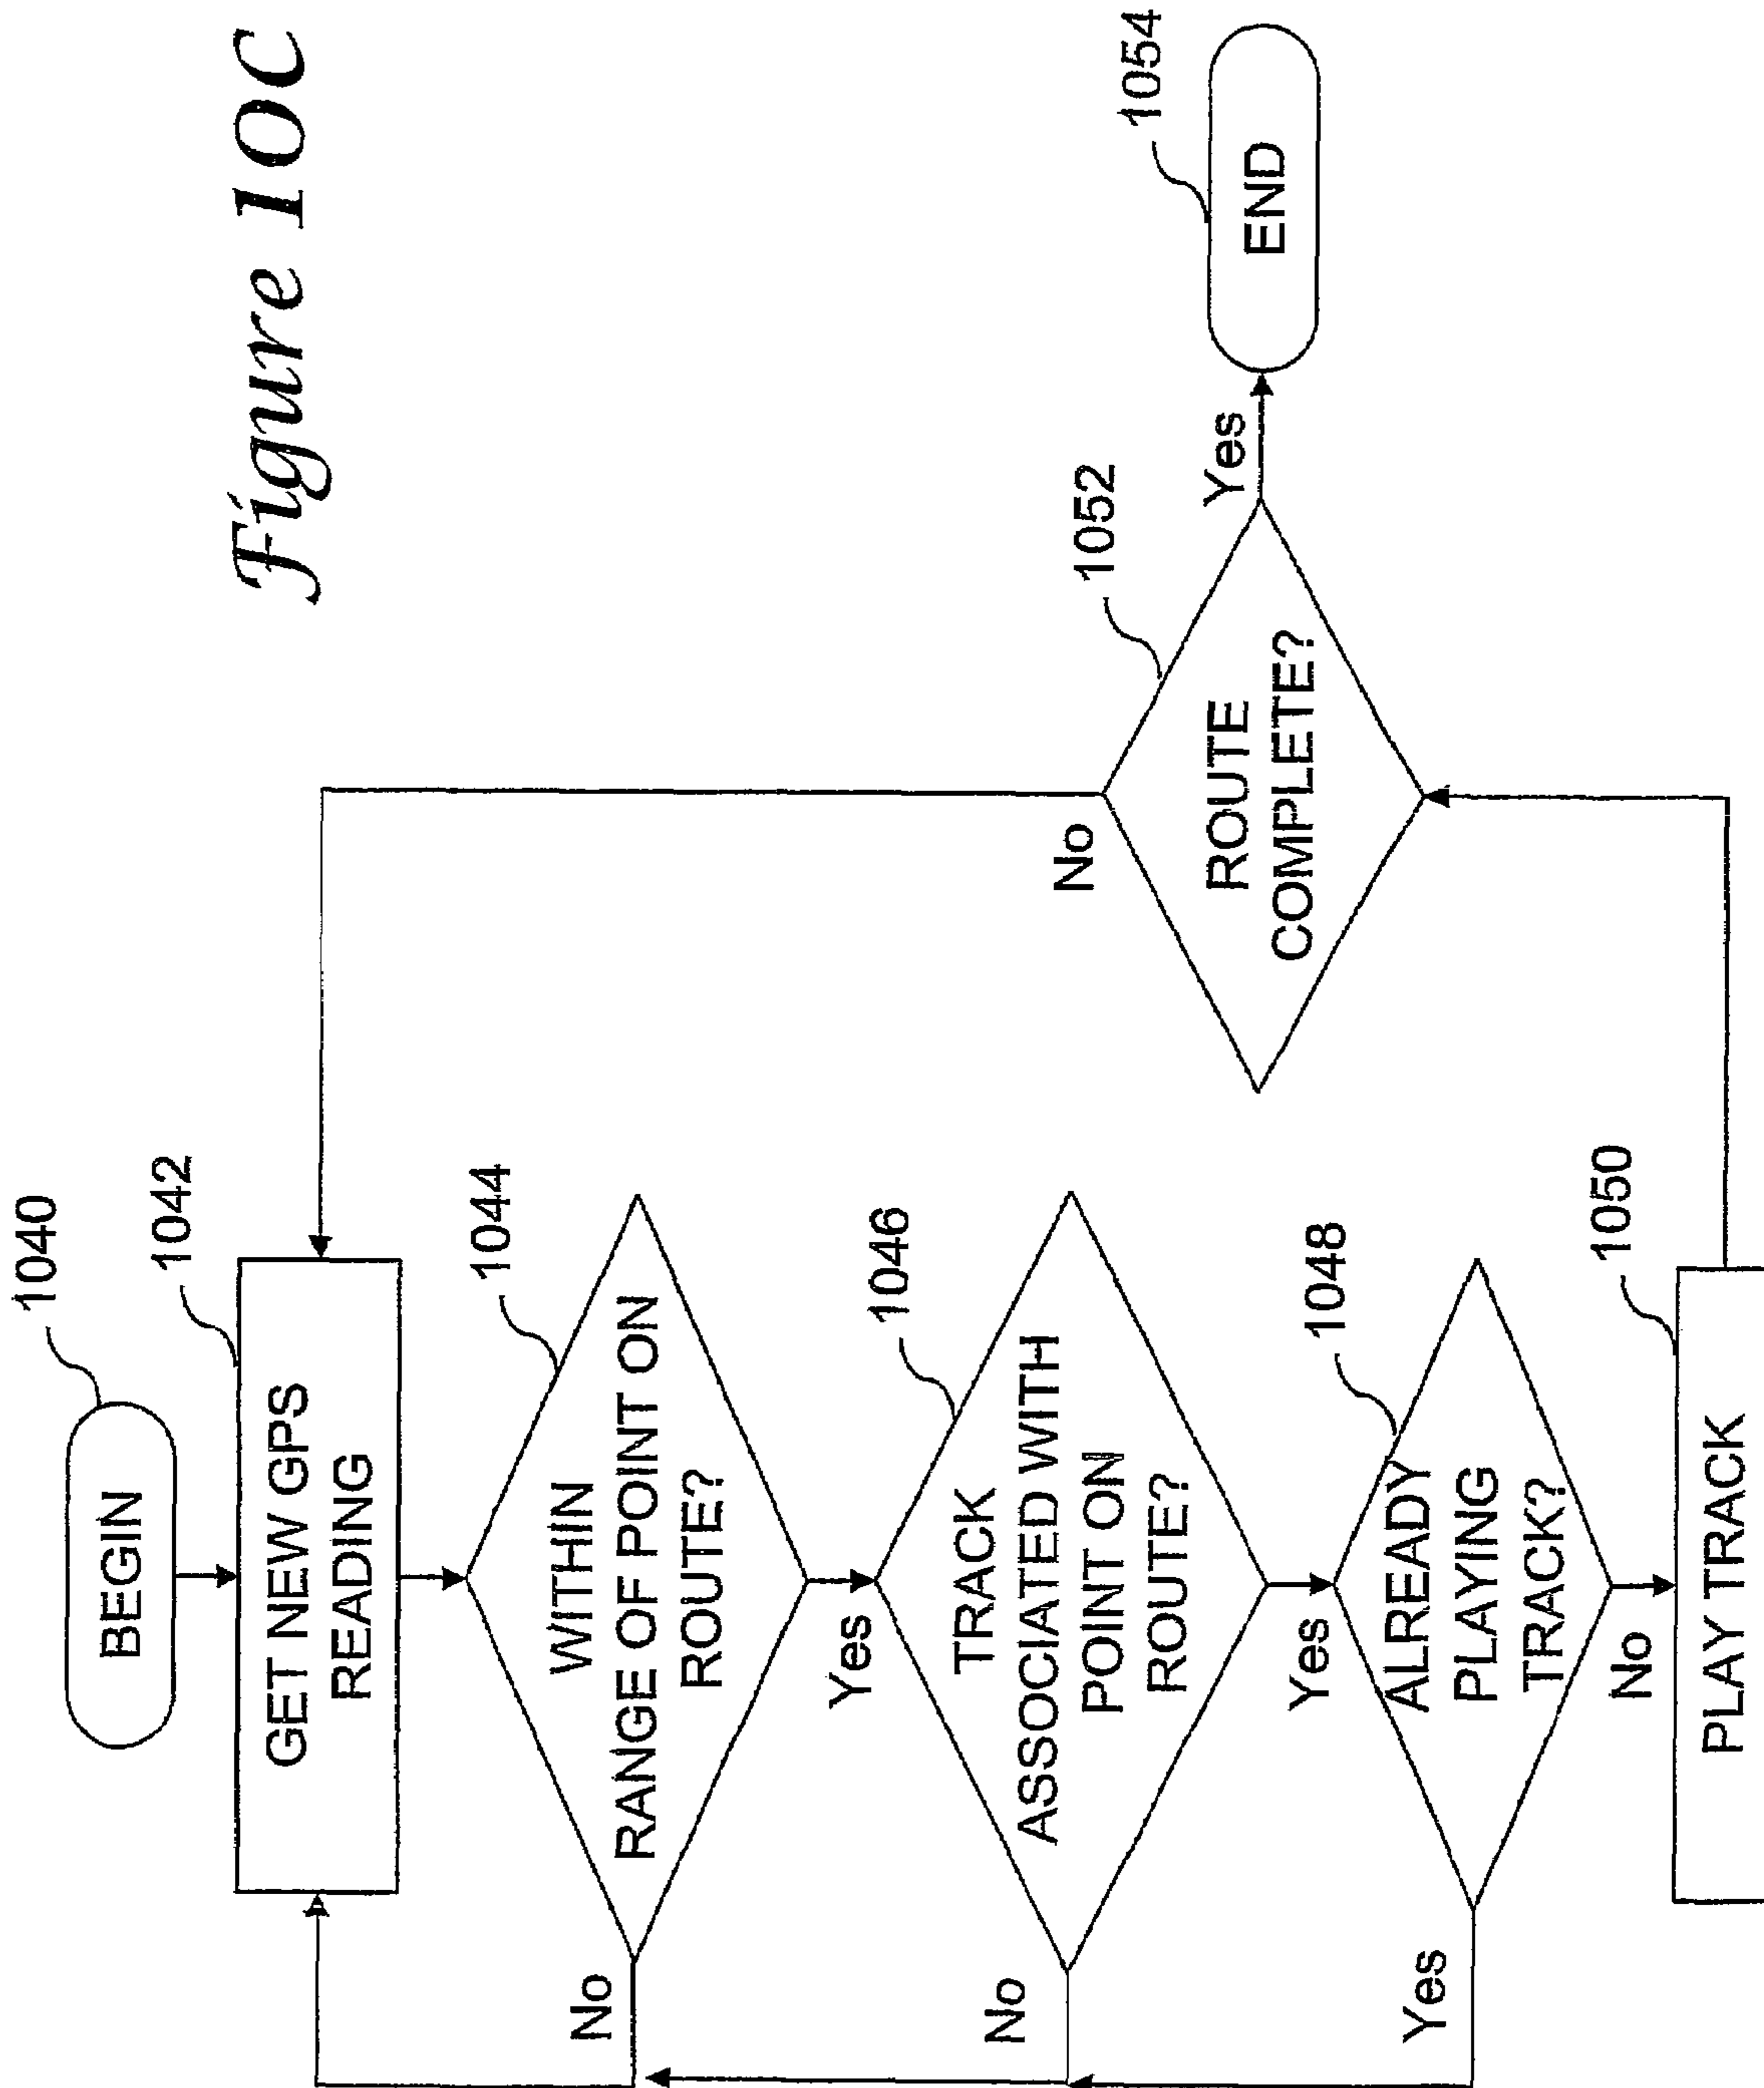 Figure 10C
1040
BEGIN
1042
GET NEW GPS
READING
1044
WITHIN
RANGE OF POINT ON
ROUTE?
No
Yes
1046
TRACK
ASSOCIATED WITH
POINT ON
ROUTE?
No
Yes
1048
ALREADY
PLAYING
TRACK?
Yes
No
1050
PLAY TRACK
1052
ROUTE
COMPLETE?
No
Yes
1054
END